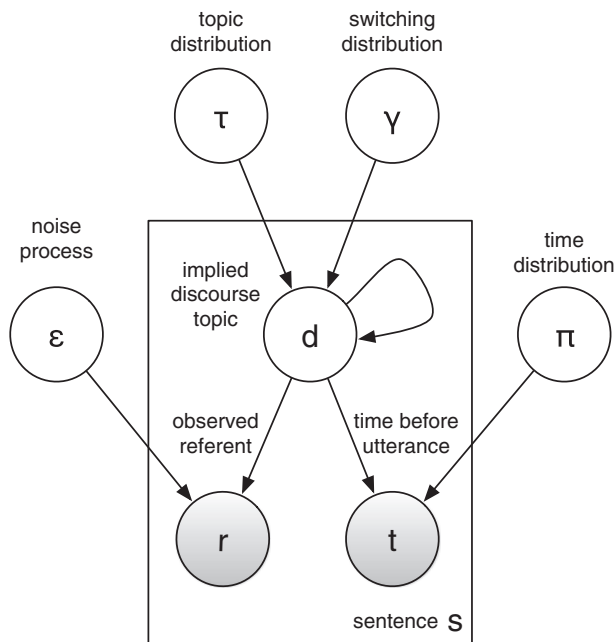 topic
distribution
switching
distribution
τ
γ
noise
process
implied
discourse
topic
time
distribution
ε
d
π
observed
referent
time before
utterance
r
t
sentence s